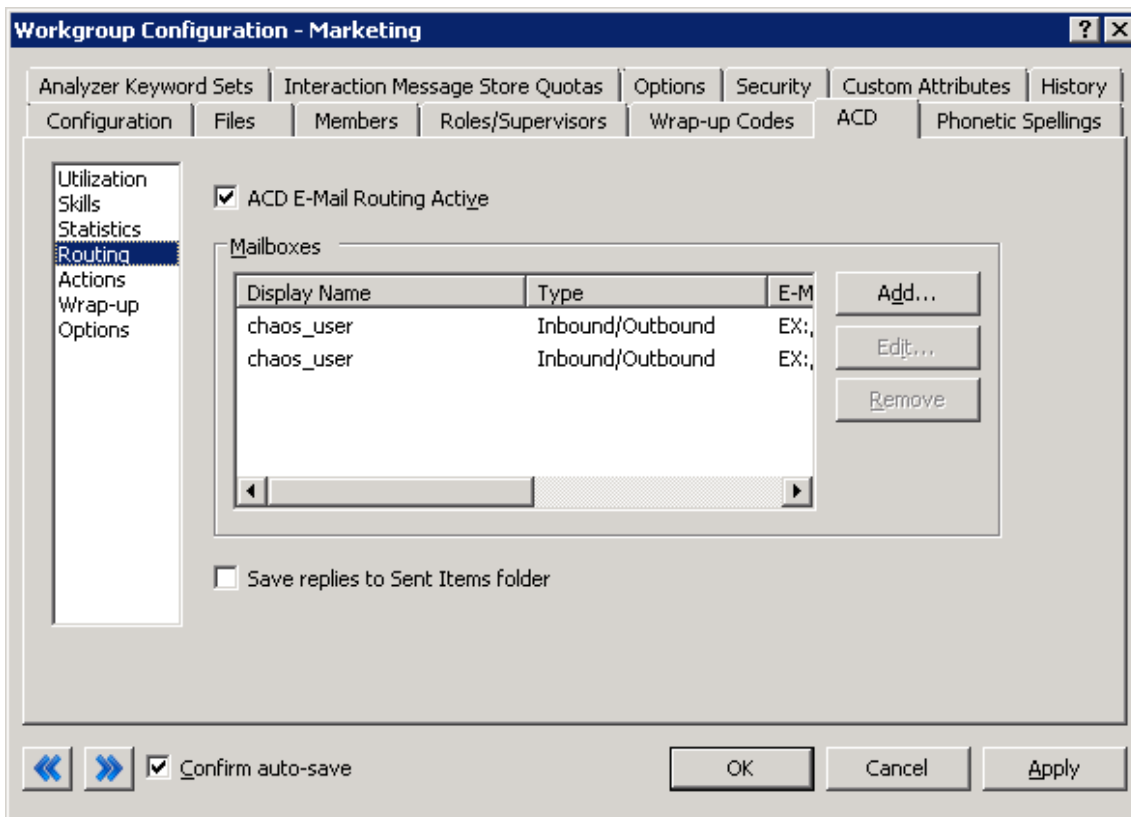 Workgroup Configuration - Marketing
Analyzer Keyword Sets Interaction Message Store Quotas Options Security Custom Attributes History
Configuration Files Members Roles/Supervisors Wrap-up Codes ACD Phonetic Spellings
Utilization
Skills
Statistics
Routing
Actions
Wrap-up
Options
ACD E-Mail Routing Active
Mailboxes
Display Name Type E-M
chaos_user Inbound/Outbound EX:,
chaos_user Inbound/Outbound EX:,
Add...
Edit...
Remove
Save replies to Sent Items folder
Confirm auto-save OK Cancel Apply